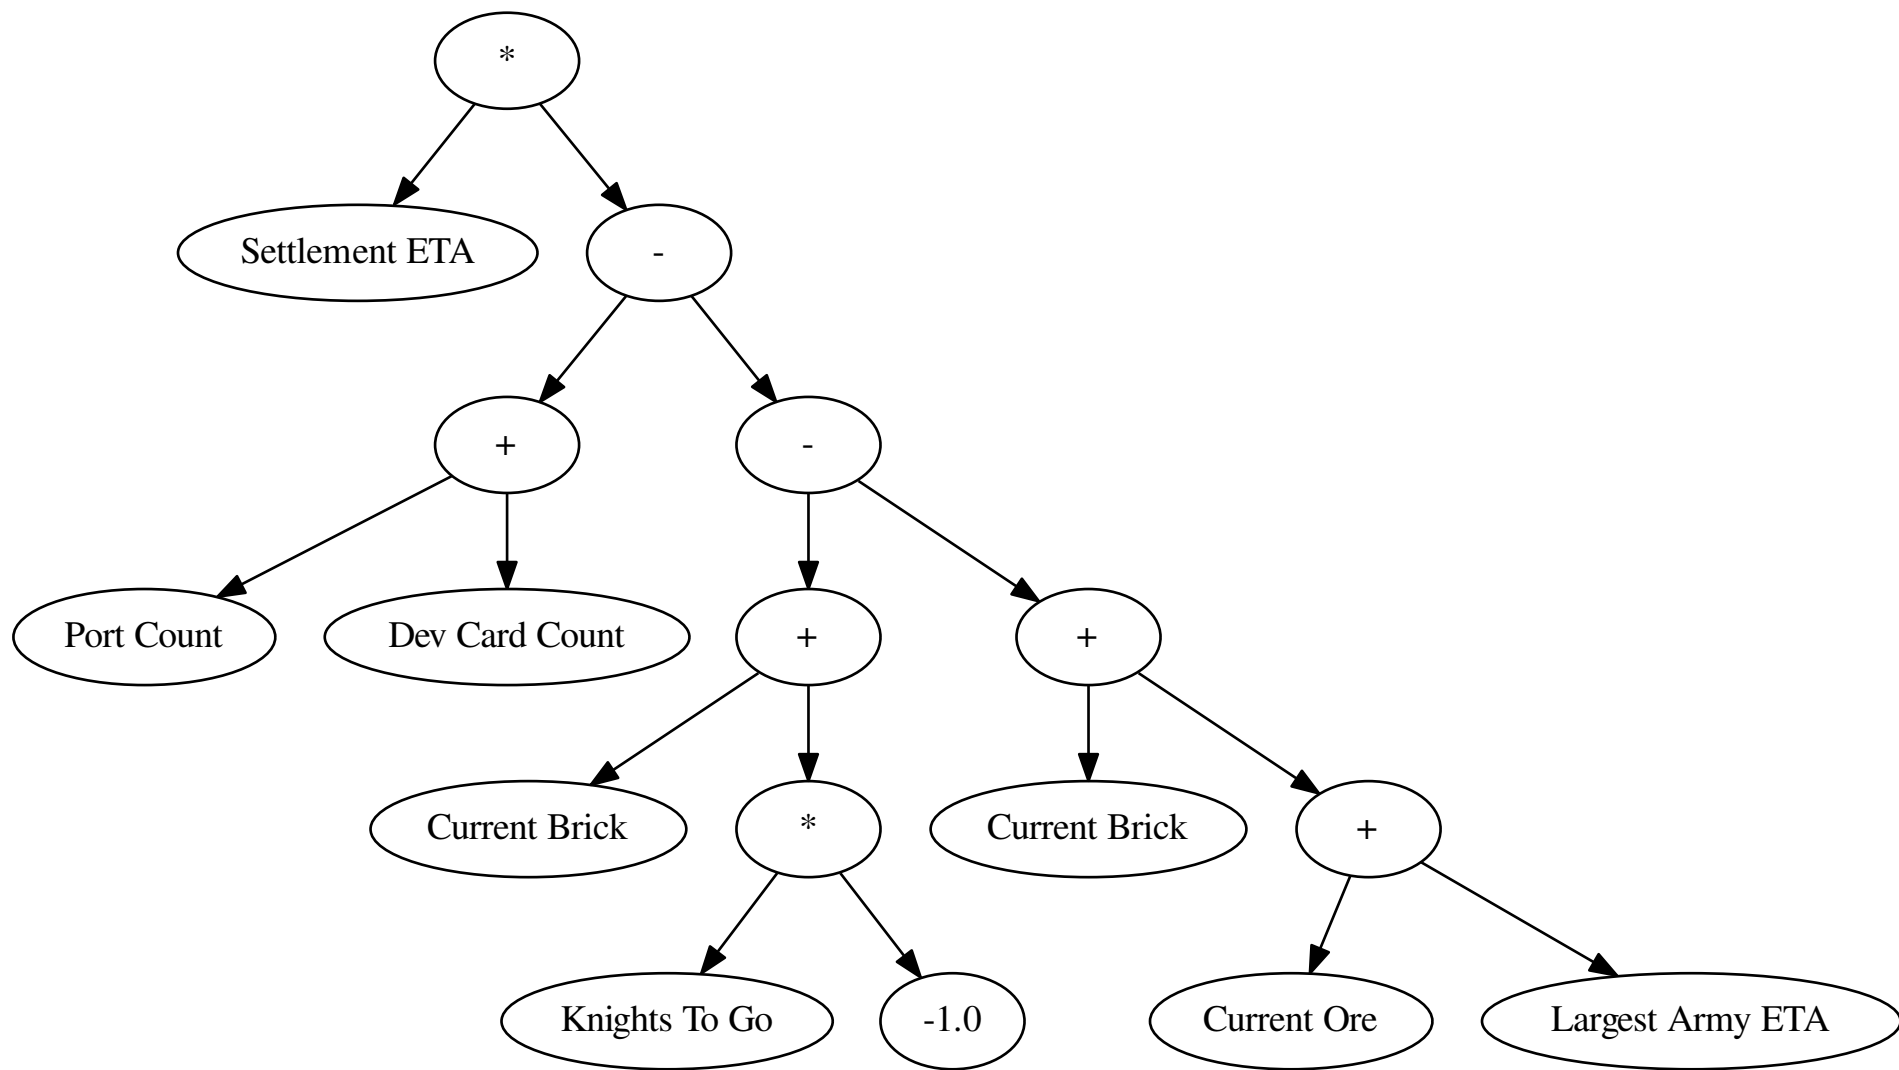 *
Settlement ETA
-
+
-
Port Count
Dev Card Count
+
+
Current Brick
*
Current Brick
+
Knights To Go
-1.0
Current Ore
Largest Army ETA